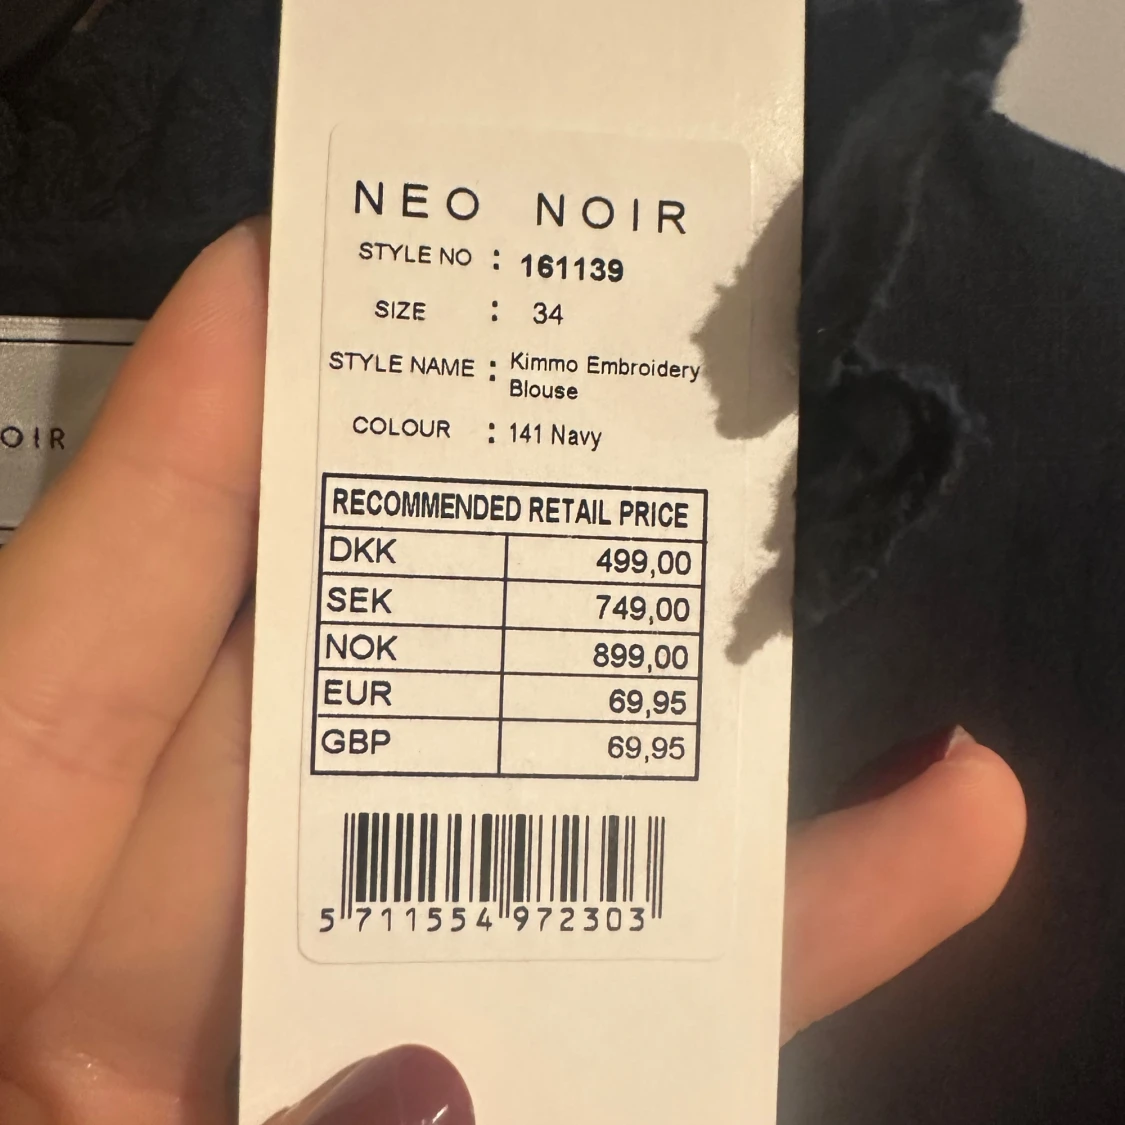 NEO NOIR
STYLE NO : 161139
SIZE : 34
STYLE NAME : Kimmo Embroidery
Blouse
COLOUR : 141 Navy
RECOMMENDED RETAIL PRICE
DKK 499,00
SEK 749,00
NOK 899,00
EUR 69,95
GBP 69,95
5 711554 972303
OIR